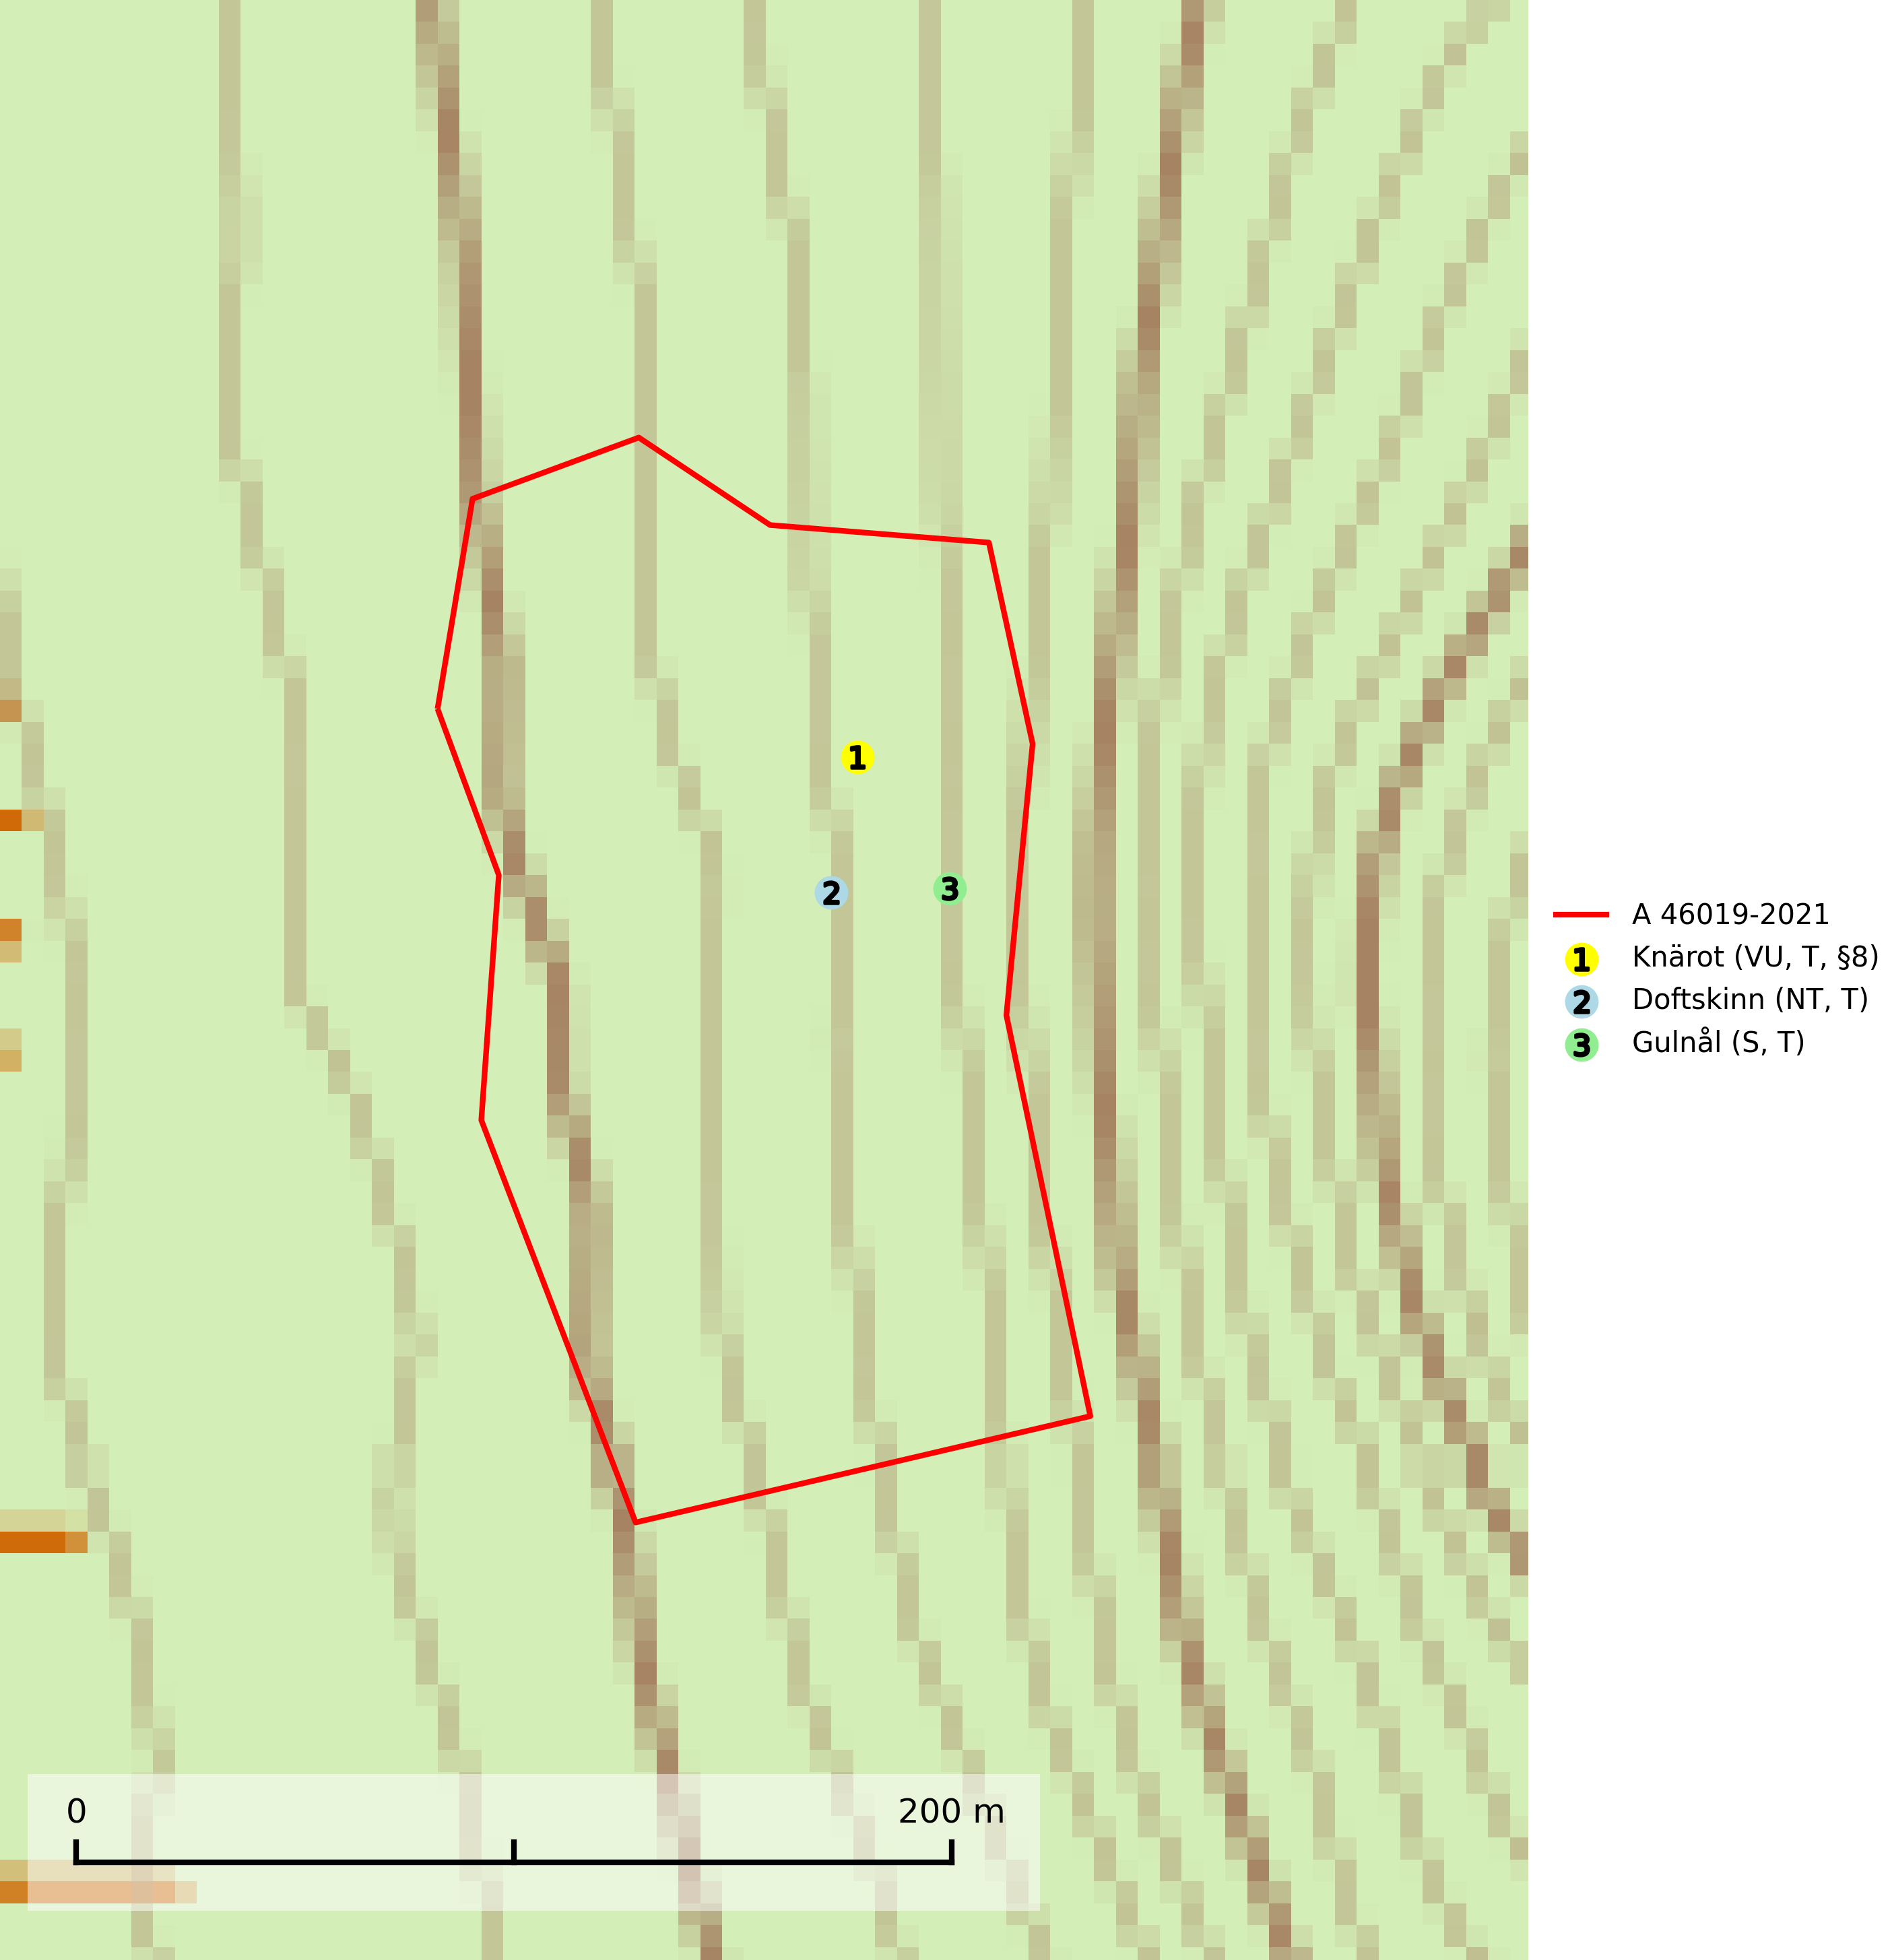 1
2
3
A 46019-2021
1 Knärot (VU, T, §8)
2 Doftskinn (NT, T)
3 Gulnål (S, T)
0 200 m